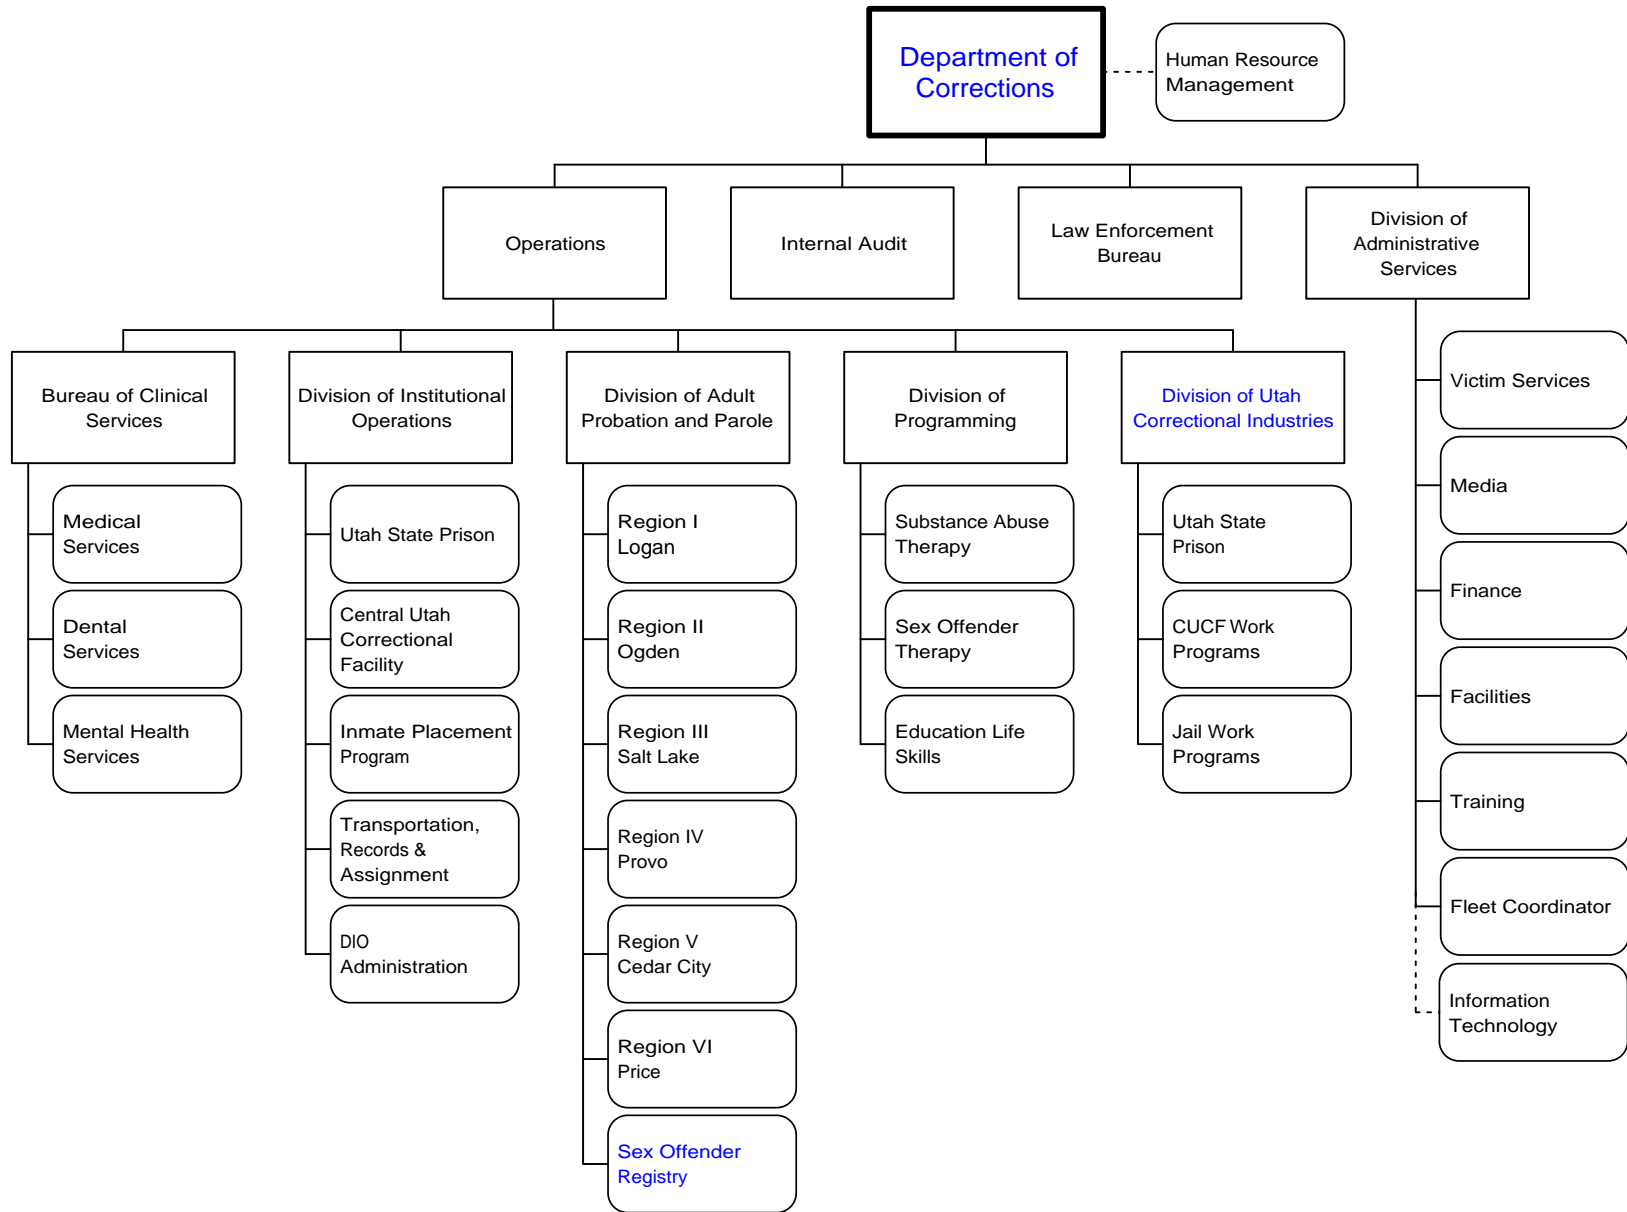 Department of
Corrections
Human Resource
Management
Operations
Internal Audit
Law Enforcement
Bureau
Division of
Administrative
Services
Bureau of Clinical
Services
Division of Institutional
Operations
Division of Adult
Probation and Parole
Division of
Programming
Division of Utah
Correctional Industries
Medical
Services
Dental
Services
Mental Health
Services
Utah State Prison
Central Utah
Correctional
Facility
Inmate Placement
Program
Transportation,
Records &
Assignment
DIO
Administration
Region I
Logan
Region II
Ogden
Region III
Salt Lake
Region IV
Provo
Region V
Cedar City
Region VI
Price
Sex Offender
Registry
Substance Abuse
Therapy
Sex Offender
Therapy
Education Life
Skills
Utah State
Prison
CUCF Work
Programs
Jail Work
Programs
Victim Services
Media
Finance
Facilities
Training
Fleet Coordinator
Information
Technology